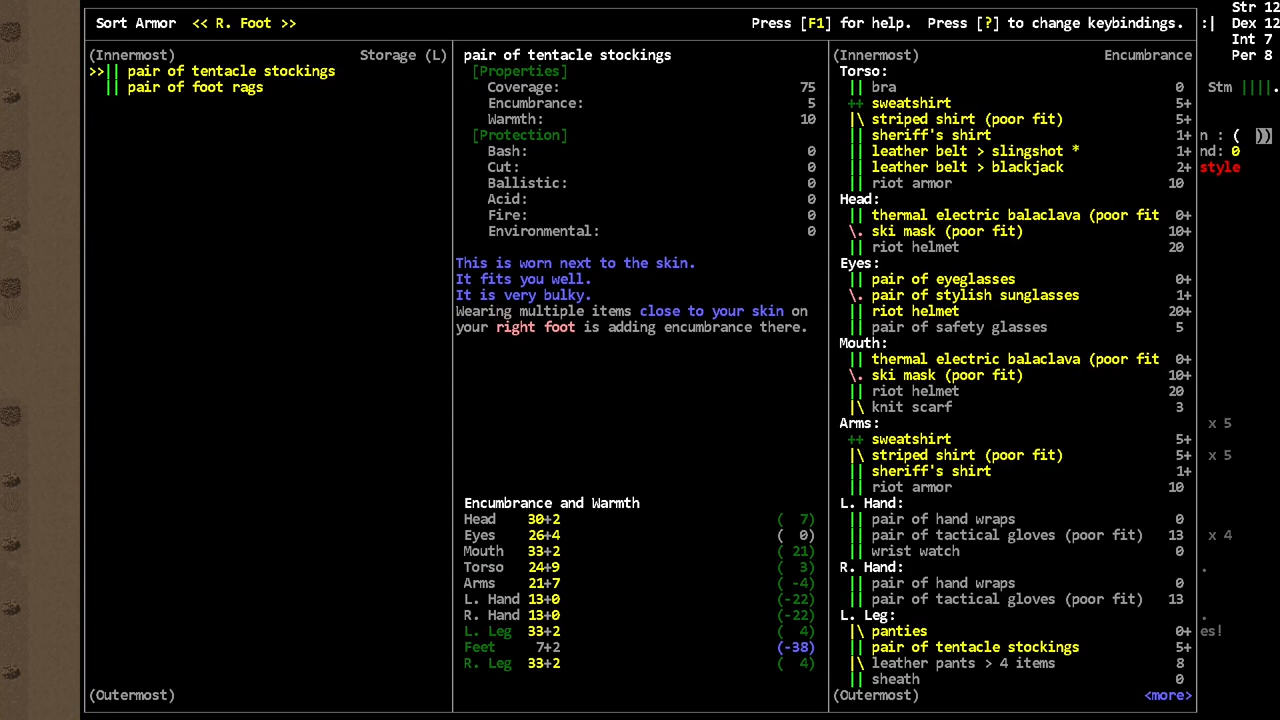 Sort Armor << R. Foot >> Press [F1] for help. Press [?] to change keybindings. :| Str 12
Dex 12
Int 7
Per 8
(Innermost) Storage (L)
>>|| pair of tentacle stockings
|| pair of foot rags
(Outermost)
pair of tentacle stockings
[Properties]
Coverage: 75
Encumbrance: 5
Warmth: 10
[Protection]
Bash: 0
Cut: 0
Ballistic: 0
Acid: 0
Fire: 0
Environmental: 0
This is worn next to the skin.
It fits you well.
It is very bulky.
Wearing multiple items close to your skin on
your right foot is adding encumbrance there.
Encumbrance and Warmth
Head 30+2 ( 7)
Eyes 26+4 ( 0)
Mouth 33+2 ( 21)
Torso 24+9 ( 3)
Arms 21+7 ( -4)
L. Hand 13+0 (-22)
R. Hand 13+0 (-22)
L. Leg 33+2 ( 4)
Feet 7+2 (-38)
R. Leg 33+2 ( 4)
(Innermost) Encumbrance
Torso:
|| bra 0
++ sweatshirt 5+
|\ striped shirt (poor fit) 5+
|| sheriff's shirt 1+
|| leather belt > slingshot * 1+
|| leather belt > blackjack 2+
|| riot armor 10
Head:
|| thermal electric balaclava (poor fit 0+
\. ski mask (poor fit) 10+
|| riot helmet 20
Eyes:
|| pair of eyeglasses 0+
\. pair of stylish sunglasses 1+
|| riot helmet 20+
|| pair of safety glasses 5
Mouth:
|| thermal electric balaclava (poor fit 0+
\. ski mask (poor fit) 10+
|| riot helmet 20
|\ knit scarf 3
Arms:
++ sweatshirt 5+
|\ striped shirt (poor fit) 5+
|| sheriff's shirt 1+
|| riot armor 10
L. Hand:
|| pair of hand wraps 0
|| pair of tactical gloves (poor fit) 13
|| wrist watch 0
R. Hand:
|| pair of hand wraps 0
|| pair of tactical gloves (poor fit) 13
L. Leg:
|\ panties 0+
|| pair of tentacle stockings 5+
|\ leather pants > 4 items 8
|| sheath 0
(Outermost) <more>
Stm ||||.
n : ( ))
nd: 0
style
x 5
x 5
x 4
.
.
es!